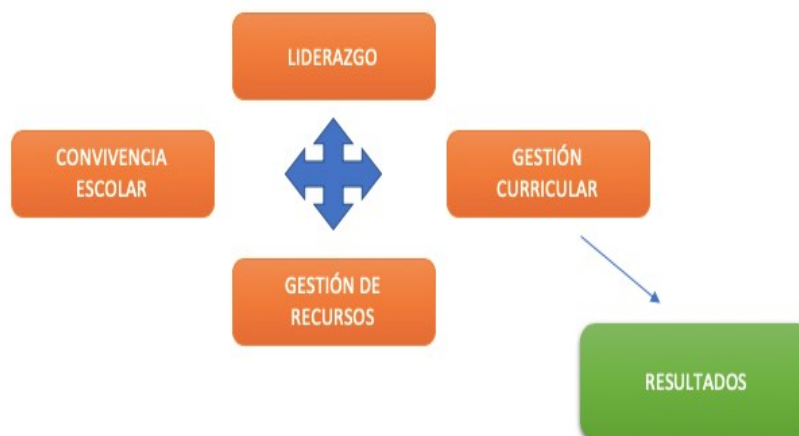 LIDERAZGO
CONVIVENCIA
ESCOLAR
GESTIÓN
CURRICULAR
GESTIÓN DE
RECURSOS
RESULTADOS